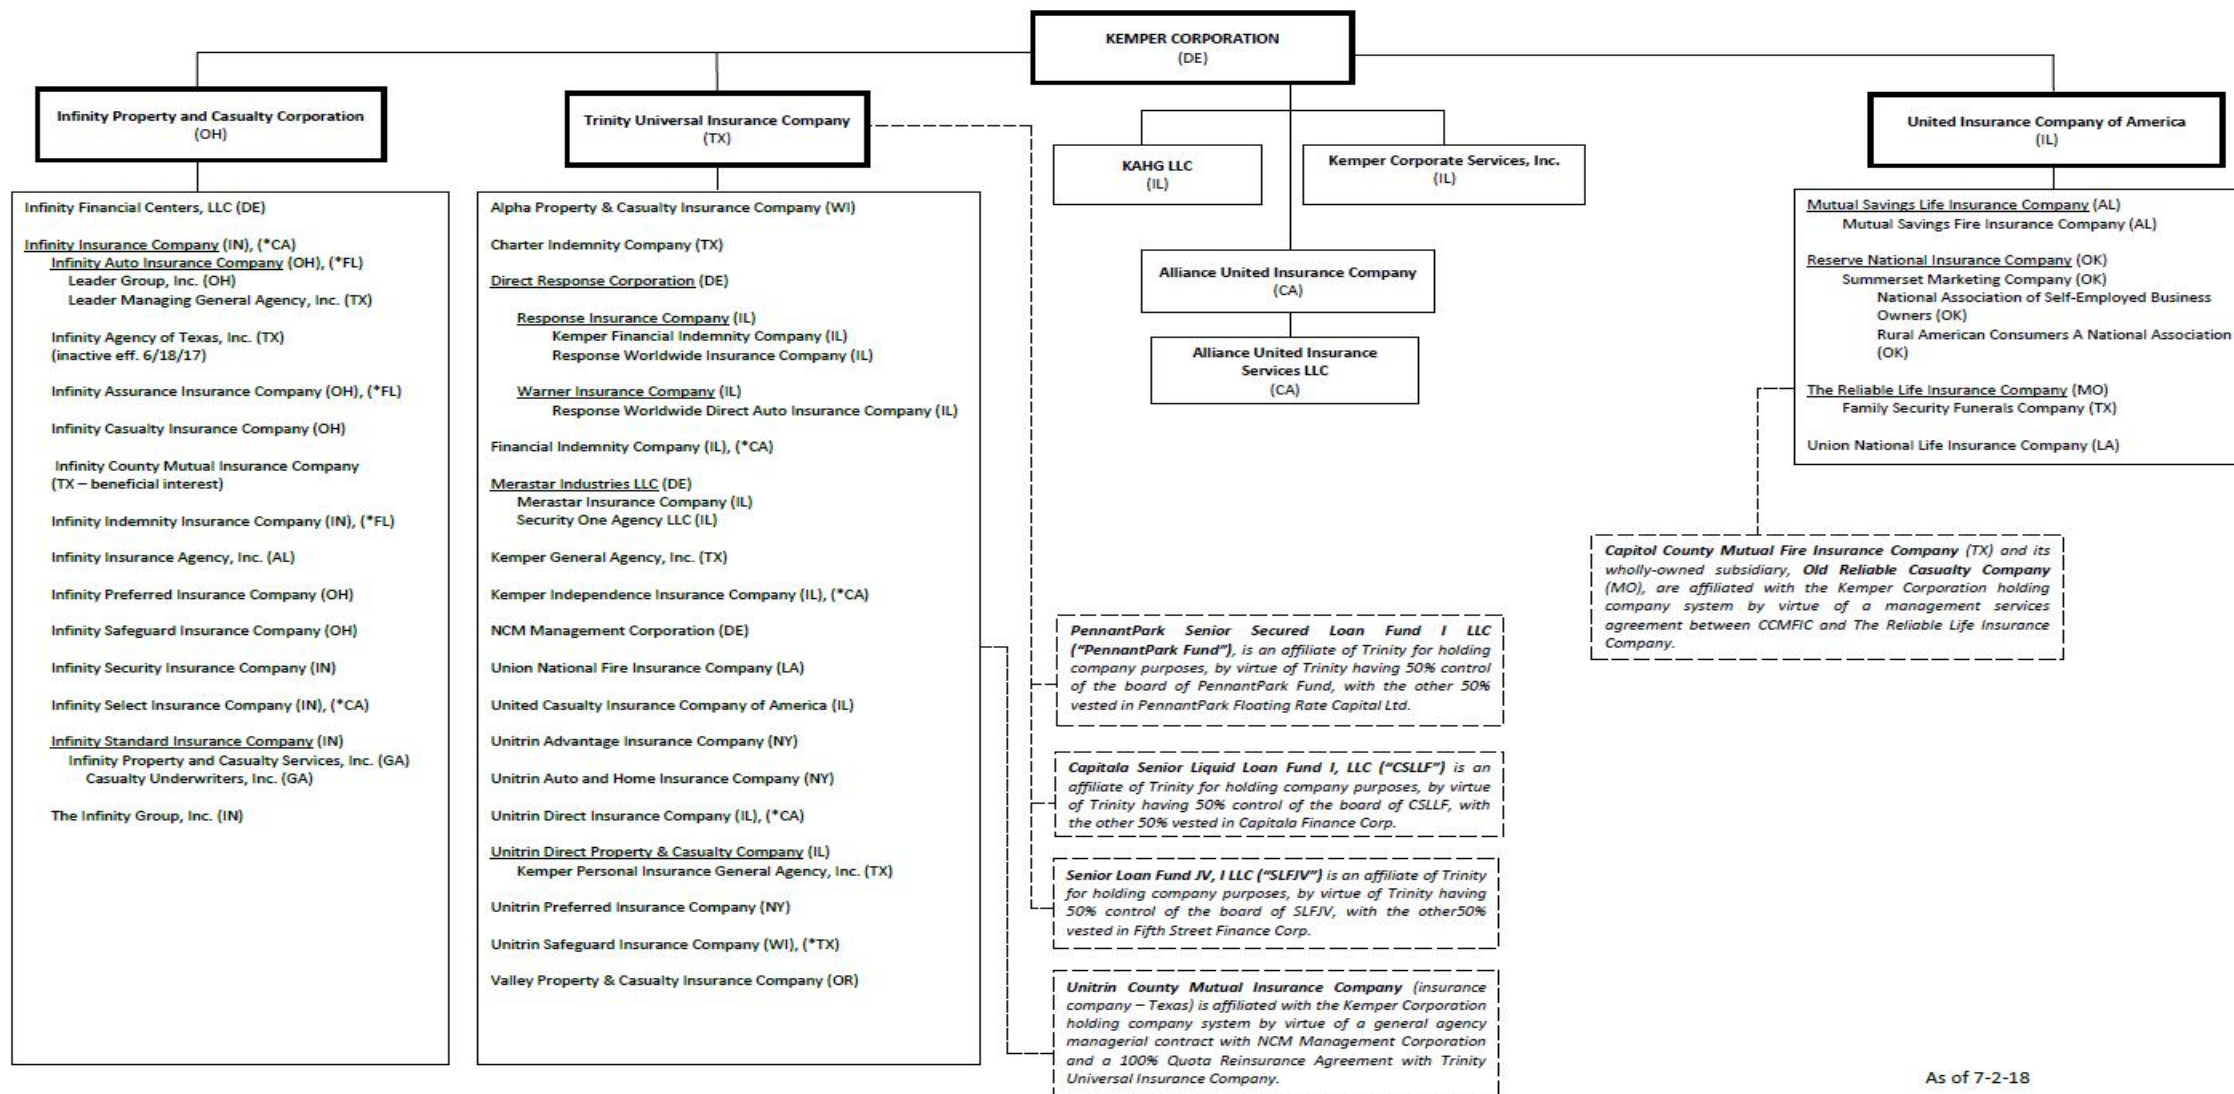 KEMPER CORPORATION
(DE)
Infinity Property and Casualty Corporation
(OH)
Trinity Universal Insurance Company
(TX)
KAHG LLC
(IL)
Kemper Corporate Services, Inc.
(IL)
United Insurance Company of America
(IL)
Infinity Financial Centers, LLC (DE)
Infinity Insurance Company (IN), (*CA)
Infinity Auto Insurance Company (OH), (*FL)
Leader Group, Inc. (OH)
Leader Managing General Agency, Inc. (TX)
Infinity Agency of Texas, Inc. (TX)
(inactive eff. 6/18/17)
Infinity Assurance Insurance Company (OH), (*FL)
Infinity Casualty Insurance Company (OH)
Infinity County Mutual Insurance Company
(TX – beneficial interest)
Infinity Indemnity Insurance Company (IN), (*FL)
Infinity Insurance Agency, Inc. (AL)
Infinity Preferred Insurance Company (OH)
Infinity Safeguard Insurance Company (OH)
Infinity Security Insurance Company (IN)
Infinity Select Insurance Company (IN), (*CA)
Infinity Standard Insurance Company (IN)
Infinity Property and Casualty Services, Inc. (GA)
Casualty Underwriters, Inc. (GA)
The Infinity Group, Inc. (IN)
Alpha Property & Casualty Insurance Company (WI)
Charter Indemnity Company (TX)
Direct Response Corporation (DE)
Response Insurance Company (IL)
Kemper Financial Indemnity Company (IL)
Response Worldwide Insurance Company (IL)
Warner Insurance Company (IL)
Response Worldwide Direct Auto Insurance Company (IL)
Financial Indemnity Company (IL), (*CA)
Merastar Industries LLC (DE)
Merastar Insurance Company (IL)
Security One Agency LLC (IL)
Kemper General Agency, Inc. (TX)
Kemper Independence Insurance Company (IL), (*CA)
NCM Management Corporation (DE)
Union National Fire Insurance Company (LA)
United Casualty Insurance Company of America (IL)
Unitrin Advantage Insurance Company (NY)
Unitrin Auto and Home Insurance Company (NY)
Unitrin Direct Insurance Company (IL), (*CA)
Unitrin Direct Property & Casualty Company (IL)
Kemper Personal Insurance General Agency, Inc. (TX)
Unitrin Preferred Insurance Company (NY)
Unitrin Safeguard Insurance Company (WI), (*TX)
Valley Property & Casualty Insurance Company (OR)
Alliance United Insurance Company
(CA)
Alliance United Insurance
Services LLC
(CA)
Mutual Savings Life Insurance Company (AL)
Mutual Savings Fire Insurance Company (AL)
Reserve National Insurance Company (OK)
Summerset Marketing Company (OK)
National Association of Self-Employed Business
Owners (OK)
Rural American Consumers A National Association
(OK)
The Reliable Life Insurance Company (MO)
Family Security Funerals Company (TX)
Union National Life Insurance Company (LA)
Capitol County Mutual Fire Insurance Company (TX) and its
wholly-owned subsidiary, Old Reliable Casualty Company
(MO), are affiliated with the Kemper Corporation holding
company system by virtue of a management services
agreement between CCMFIC and The Reliable Life Insurance
Company.
PennantPark Senior Secured Loan Fund I LLC
("PennantPark Fund"), is an affiliate of Trinity for holding
company purposes, by virtue of Trinity having 50% control
of the board of PennantPark Fund, with the other 50%
vested in PennantPark Floating Rate Capital Ltd.
Capitala Senior Liquid Loan Fund I, LLC ("CSLLF") is an
affiliate of Trinity for holding company purposes, by virtue
of Trinity having 50% control of the board of CSLLF, with
the other 50% vested in Capitala Finance Corp.
Senior Loan Fund JV, I LLC ("SLFJV") is an affiliate of Trinity
for holding company purposes, by virtue of Trinity having
50% control of the board of SLFJV, with the other50%
vested in Fifth Street Finance Corp.
Unitrin County Mutual Insurance Company (insurance
company – Texas) is affiliated with the Kemper Corporation
holding company system by virtue of a general agency
managerial contract with NCM Management Corporation
and a 100% Quota Reinsurance Agreement with Trinity
Universal Insurance Company.
As of 7-2-18